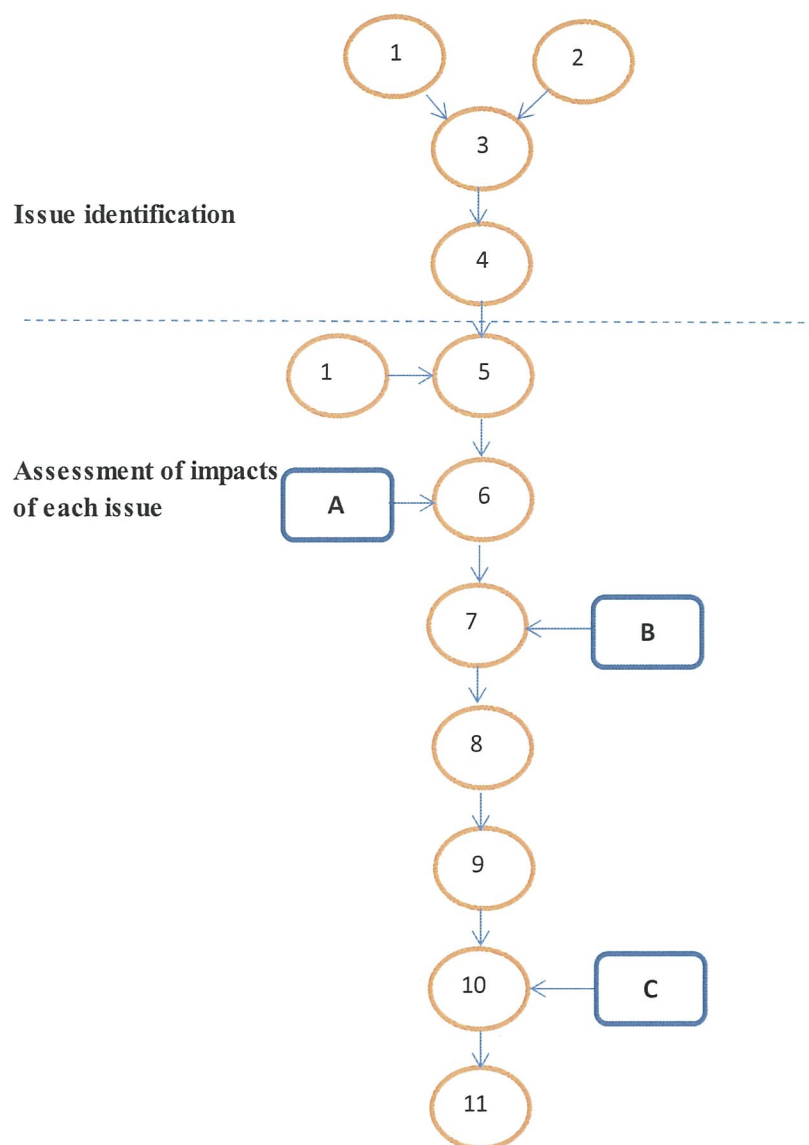 1
2
3
Issue identification
4
1
5
Assessment of impacts
of each issue
A
6
7
B
8
9
10
C
11